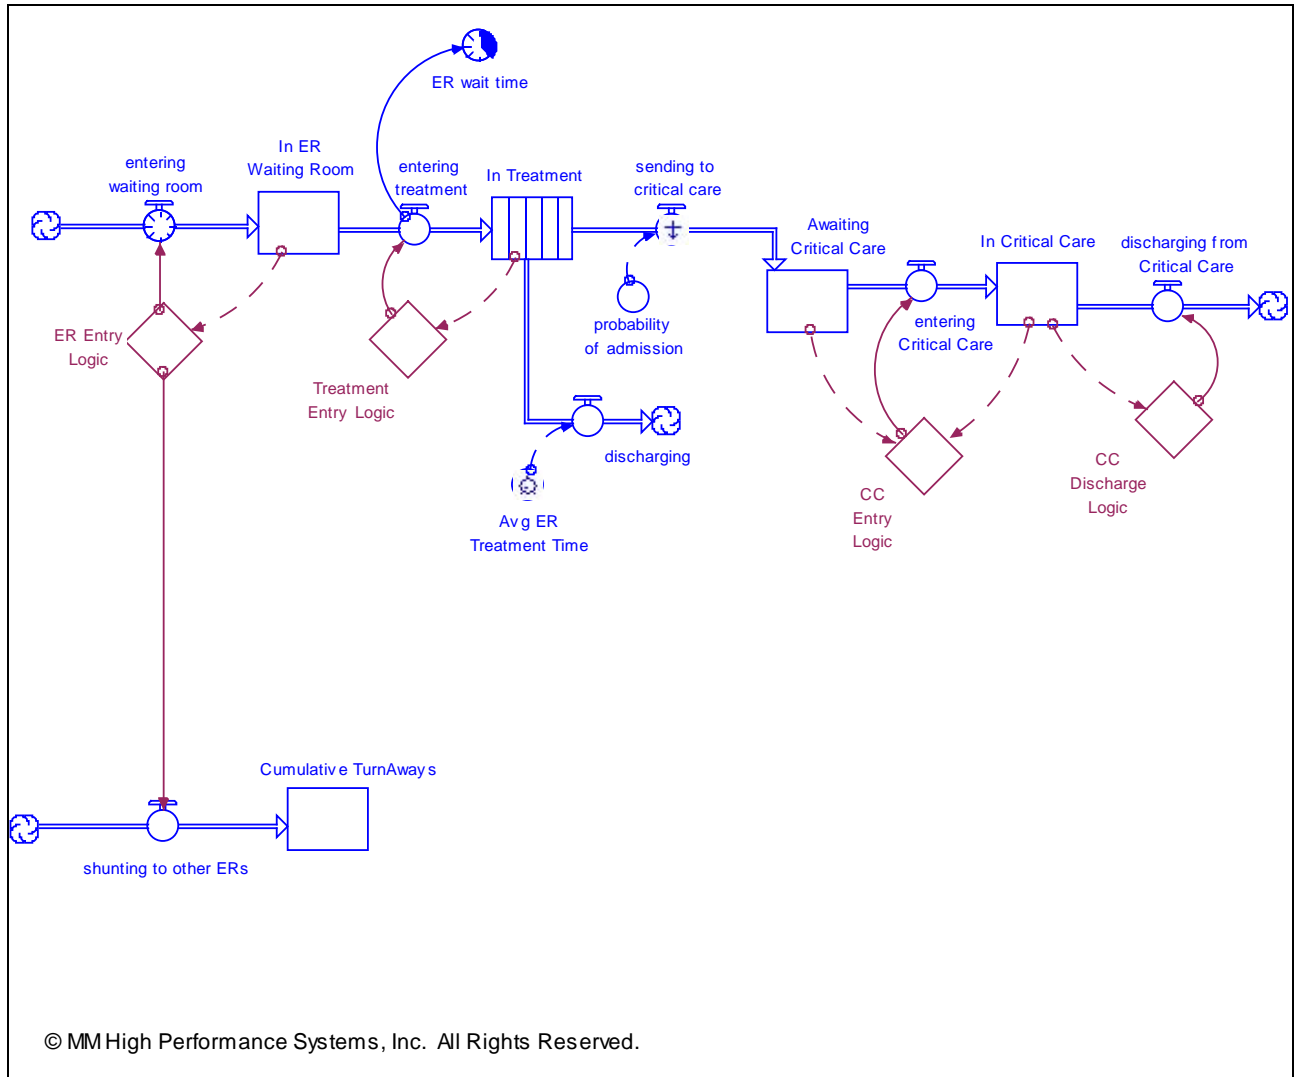 ER wait time
In ER
Waiting Room
entering
waiting room
entering
treatment
In Treatment
sending to
critical care
Awaiting
Critical Care
In Critical Care
discharging from
Critical Care
ER Entry
Logic
probability
of admission
entering
Critical Care
Treatment
Entry Logic
discharging
CC
Entry
Logic
CC
Discharge
Logic
Avg ER
Treatment Time
Cumulative TurnAways
shunting to other ERs
© MM High Performance Systems, Inc. All Rights Reserved.